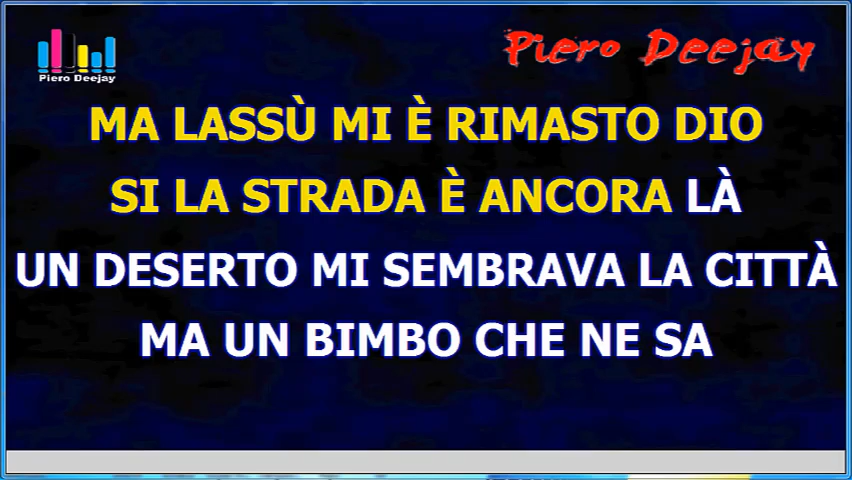 Piero Deejay
Piero Deejay
MA LASSÙ MI È RIMASTO DIO
SI LA STRADA È ANCORA LÀ
UN DESERTO MI SEMBRAVA LA CITTÀ
MA UN BIMBO CHE NE SA